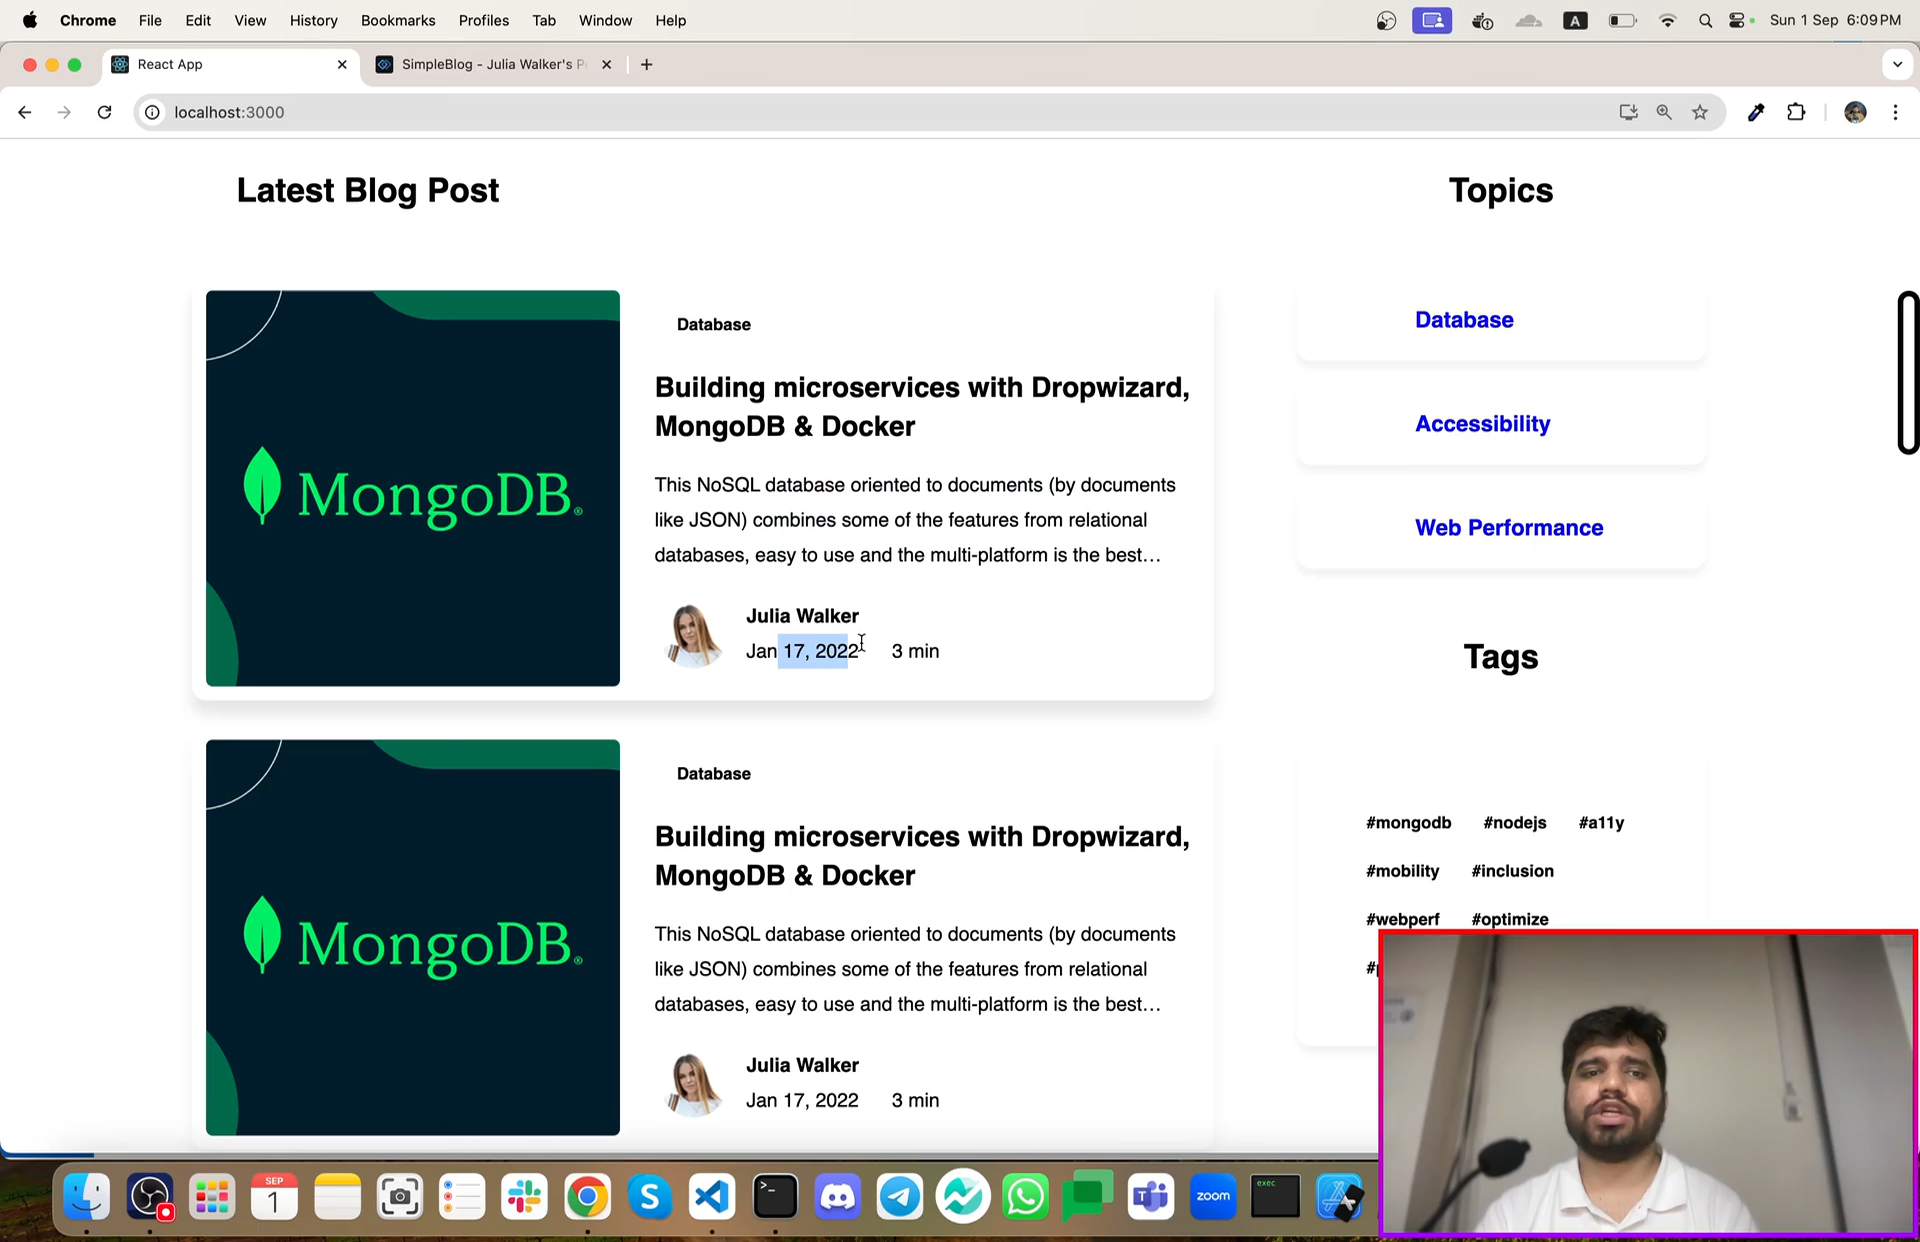 Chrome File Edit View History Bookmarks Profiles Tab Window Help
A
Sun 1 Sep 6:09 PM
React App
SimpleBlog - Julia Walker's
localhost:3000
Latest Blog Post
Topics
Database
Building microservices with Dropwizard,
MongoDB & Docker
This NoSQL database oriented to documents (by documents
like JSON) combines some of the features from relational
databases, easy to use and the multi-platform is the best...
Julia Walker
Jan 17, 2022 3 min
MongoDB®
Database
Accessibility
Web Performance
Tags
#mongodb #nodejs #a11y
#mobility #inclusion
#webperf #optimize
MongoDB®
Database
Building microservices with Dropwizard,
MongoDB & Docker
This NoSQL database oriented to documents (by documents
like JSON) combines some of the features from relational
databases, easy to use and the multi-platform is the best...
Julia Walker
Jan 17, 2022 3 min
SEP
1
S
zoom
exec